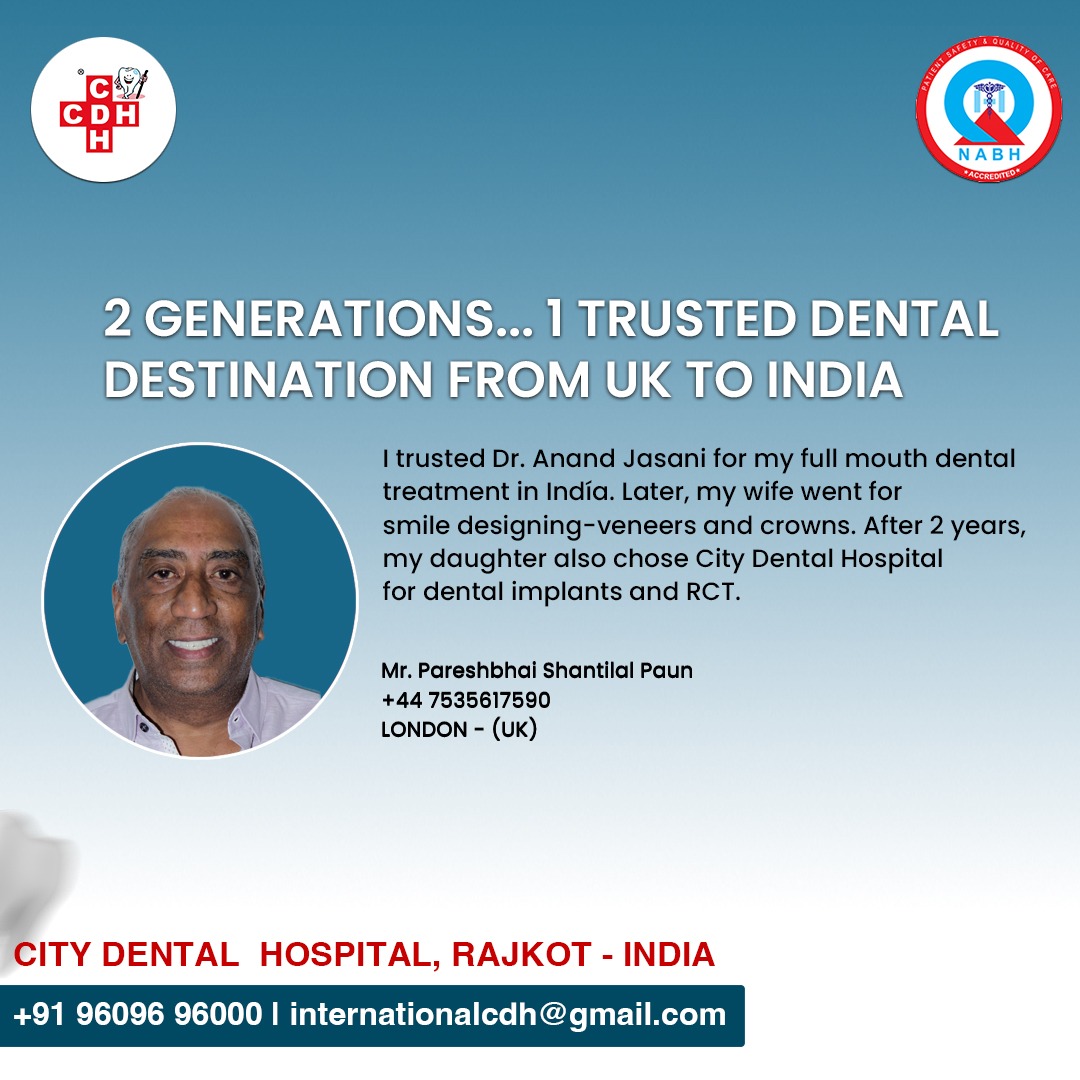 ®
C
CDH
H
PATIENT SAFETY & QUALITY OF CARE
NABH
ACCREDITED
2 GENERATIONS... 1 TRUSTED DENTAL
DESTINATION FROM UK TO INDIA
I trusted Dr. Anand Jasani for my full mouth dental
treatment in Indía. Later, my wife went for
smile designing-veneers and crowns. After 2 years,
my daughter also chose City Dental Hospital
for dental implants and RCT.
Mr. Pareshbhai Shantilal Paun
+44 7535617590
LONDON - (UK)
CITY DENTAL HOSPITAL, RAJKOT - INDIA
+91 96096 96000 | internationalcdh@gmail.com